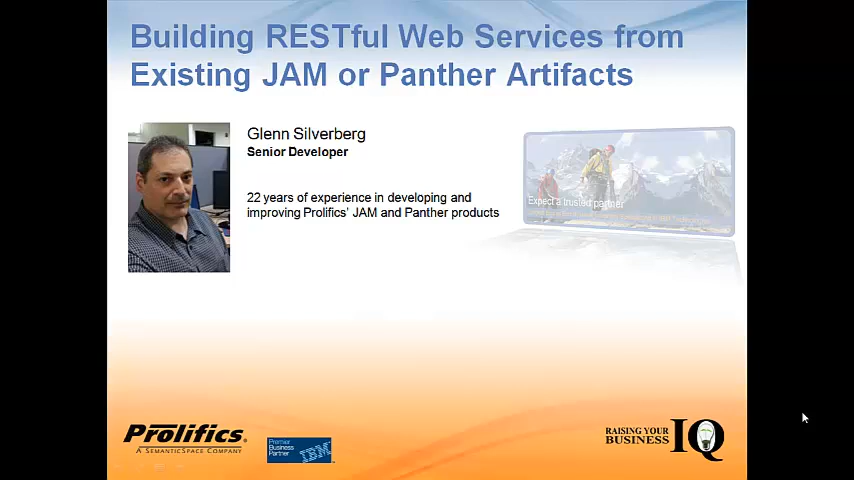 Building RESTful Web Services from
Existing JAM or Panther Artifacts
Glenn Silverberg
Senior Developer
22 years of experience in developing and
improving Prolifics' JAM and Panther products
Expect a trusted partner
Prolifics.
A SEMANTICSPACE COMPANY
Premier
Business
Partner
IBM
RAISING YOUR
BUSINESS
IQ